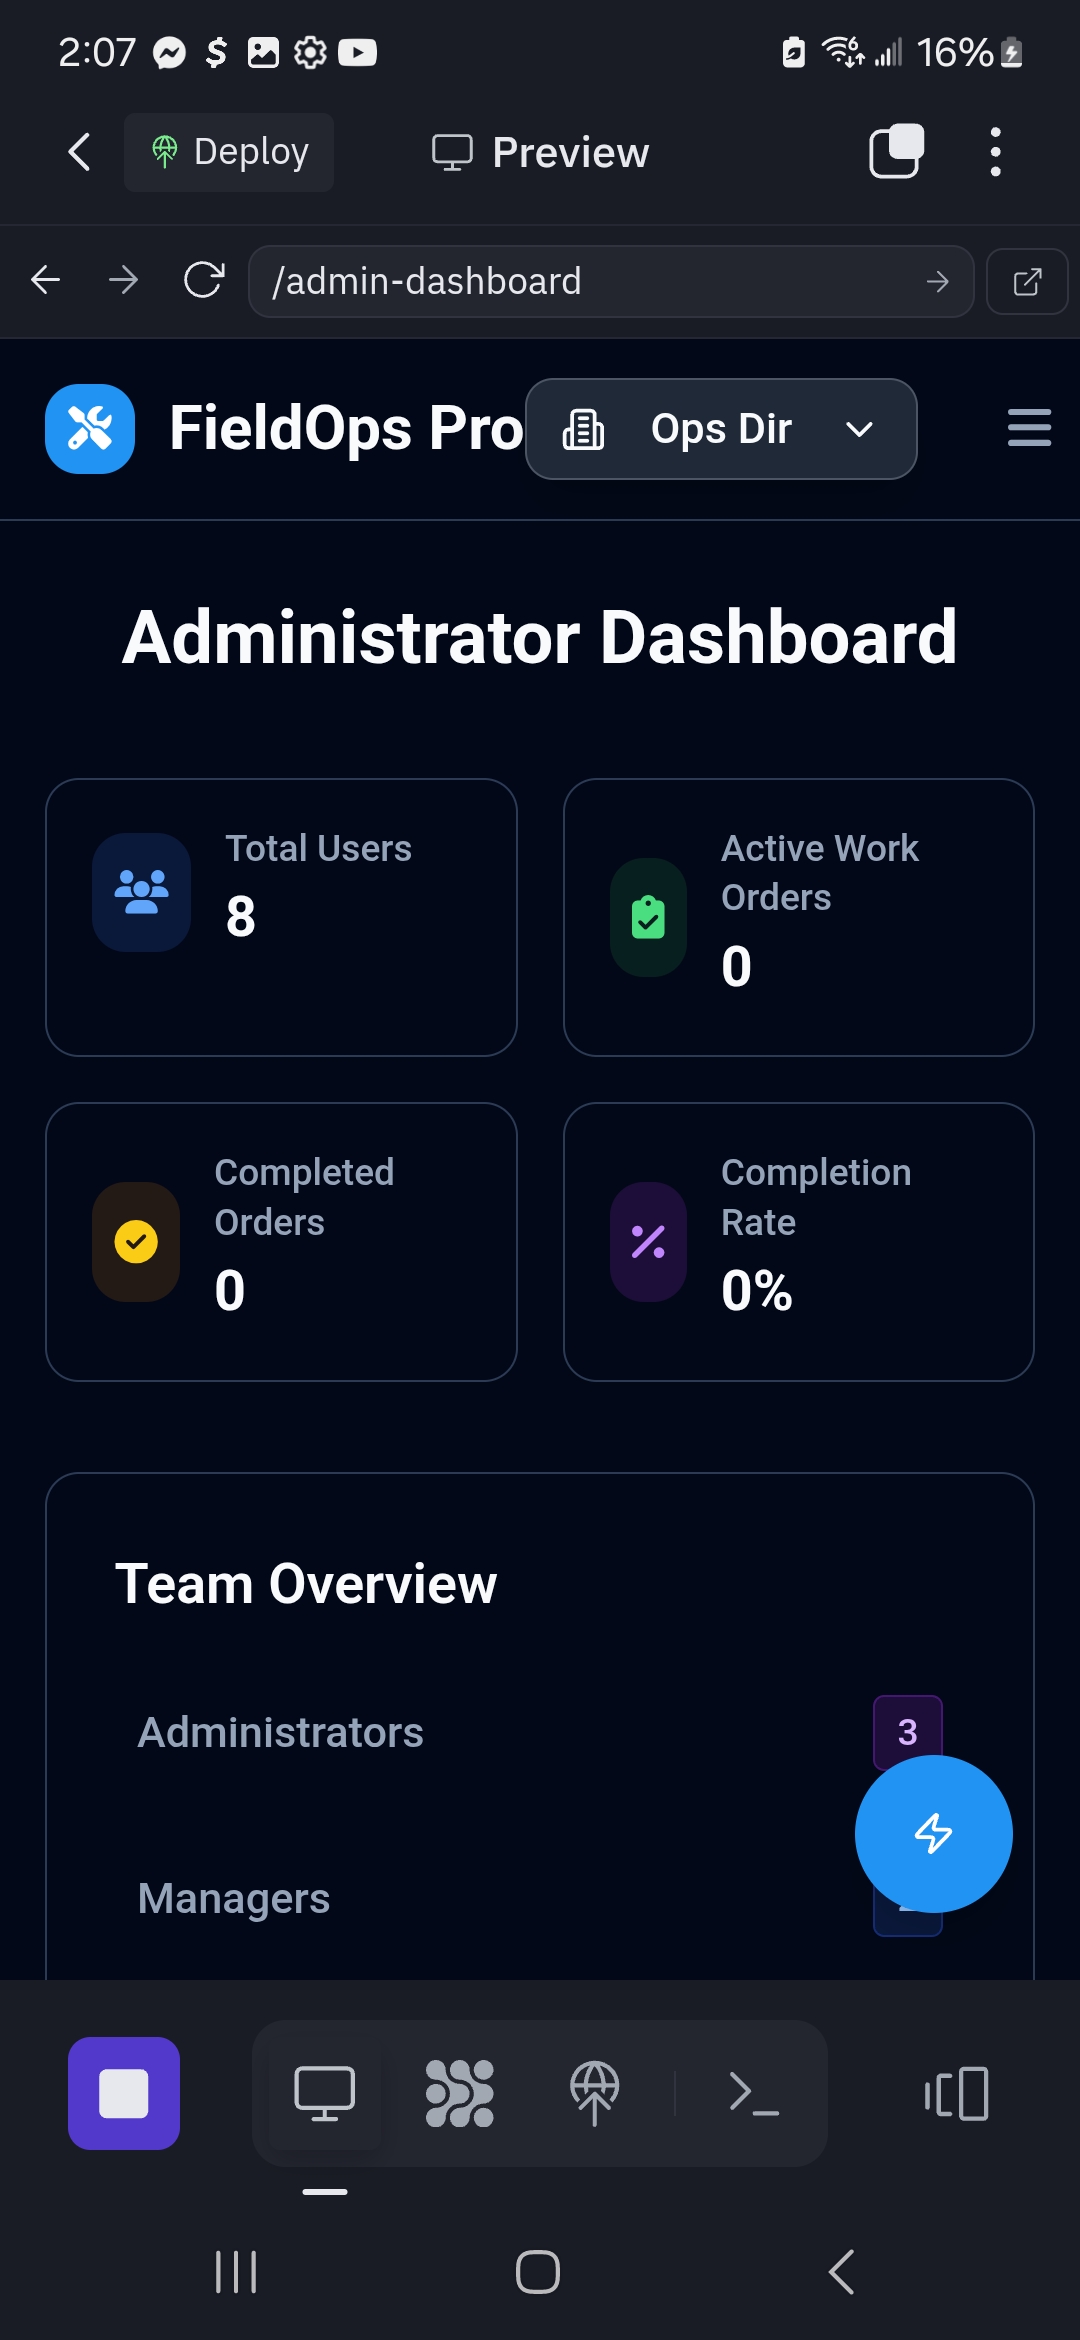 2:07
16%
Deploy
Preview
/admin-dashboard
FieldOps Pro
Ops Dir
Administrator Dashboard
Total Users
8
Active Work
Orders
0
Completed
Orders
0
Completion
Rate
0%
Team Overview
Administrators
3
Managers